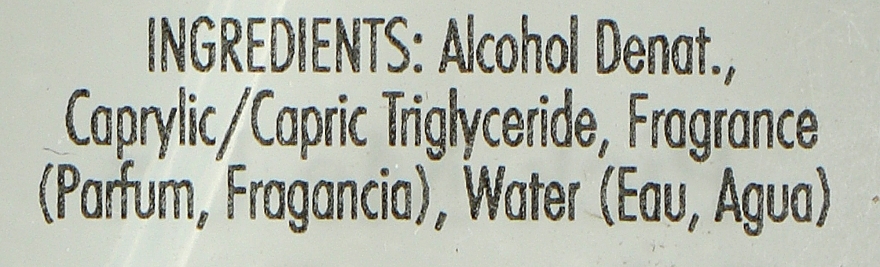 INGREDIENTS: Alcohol Denat.,
Caprylic/Capric Triglyceride, Fragrance
(Parfum, Fragancia), Water (Eau, Agua)